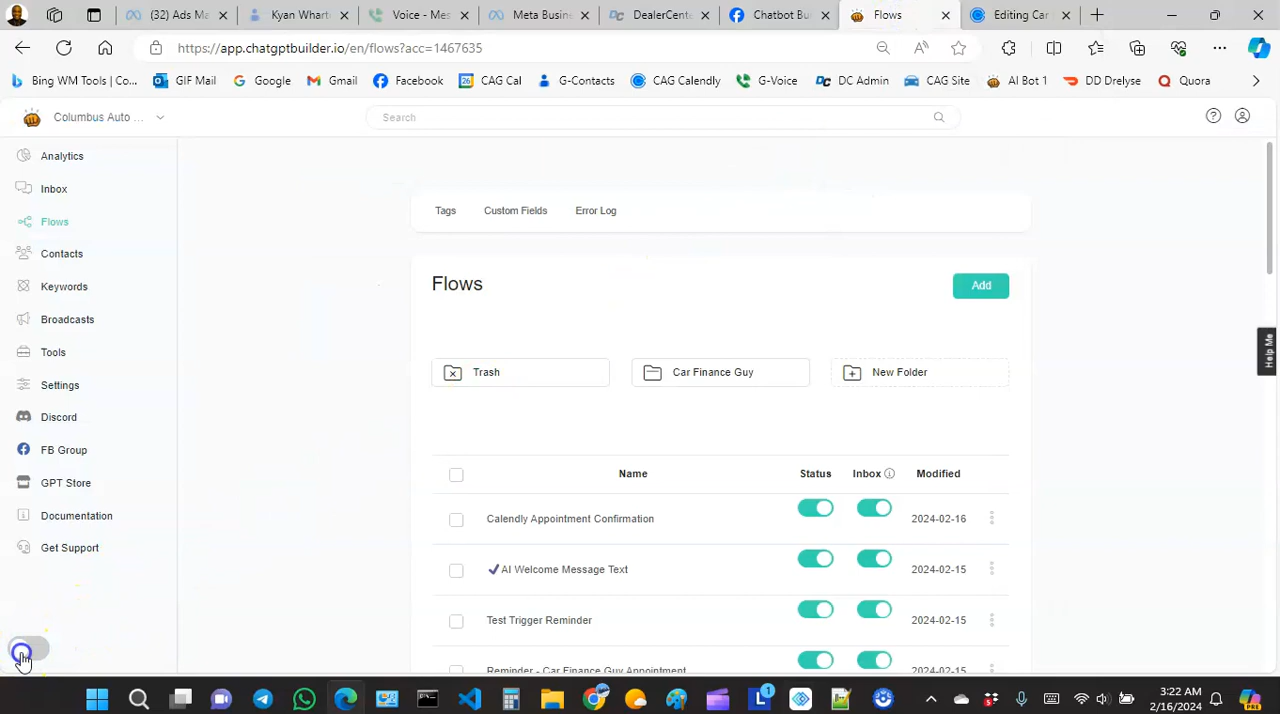 (32) Ads Ma
Kyan Whart
Voice - Mes
Meta Busin
DealerCent
Chatbot Bu
Flows
Editing Car
https://app.chatgptbuilder.io/en/flows?acc=1467635
Bing WM Tools | Co...
GIF Mail
Google
Gmail
Facebook
26 CAG Cal
G-Contacts
CAG Calendly
G-Voice
DC Admin
CAG Site
AI Bot 1
DD Drelyse
Quora
Columbus Auto ...
Search
Analytics
Inbox
Flows
Contacts
Keywords
Broadcasts
Tools
Settings
Discord
FB Group
GPT Store
Documentation
Get Support
Tags Custom Fields Error Log
Flows
Add
Trash
Car Finance Guy
New Folder
Name Status Inbox Modified
Calendly Appointment Confirmation 2024-02-16
AI Welcome Message Text 2024-02-15
Test Trigger Reminder 2024-02-15
Reminder - Car Finance Guy Appointment
Help Me
3:22 AM
2/16/2024